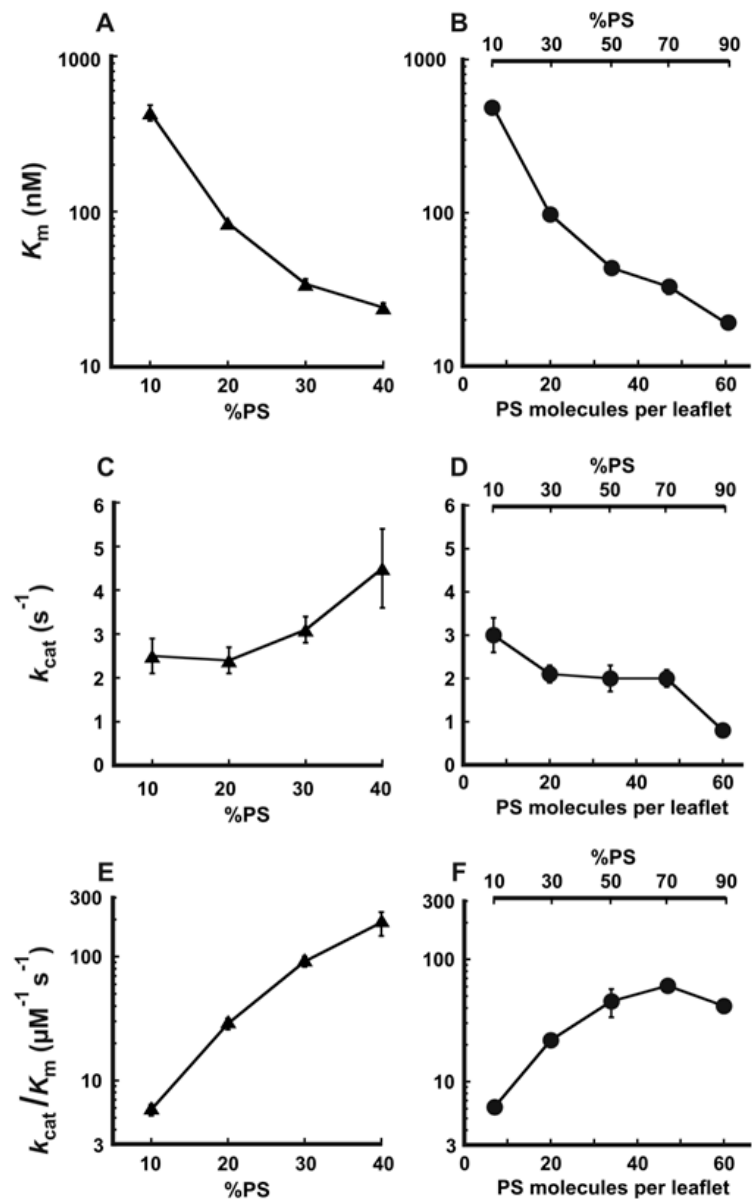 A
1000
100
10
K_m (nM)
10 20 30 40
%PS
B
%PS
10 30 50 70 90
1000
100
10
0 20 40 60
PS molecules per leaflet
C
6
5
4
3
2
1
0
k_cat (s⁻¹)
10 20 30 40
%PS
D
%PS
10 30 50 70 90
6
5
4
3
2
1
0
0 20 40 60
PS molecules per leaflet
E
300
100
10
3
k_cat/K_m (µM⁻¹ s⁻¹)
10 20 30 40
%PS
F
%PS
10 30 50 70 90
300
100
10
3
0 20 40 60
PS molecules per leaflet